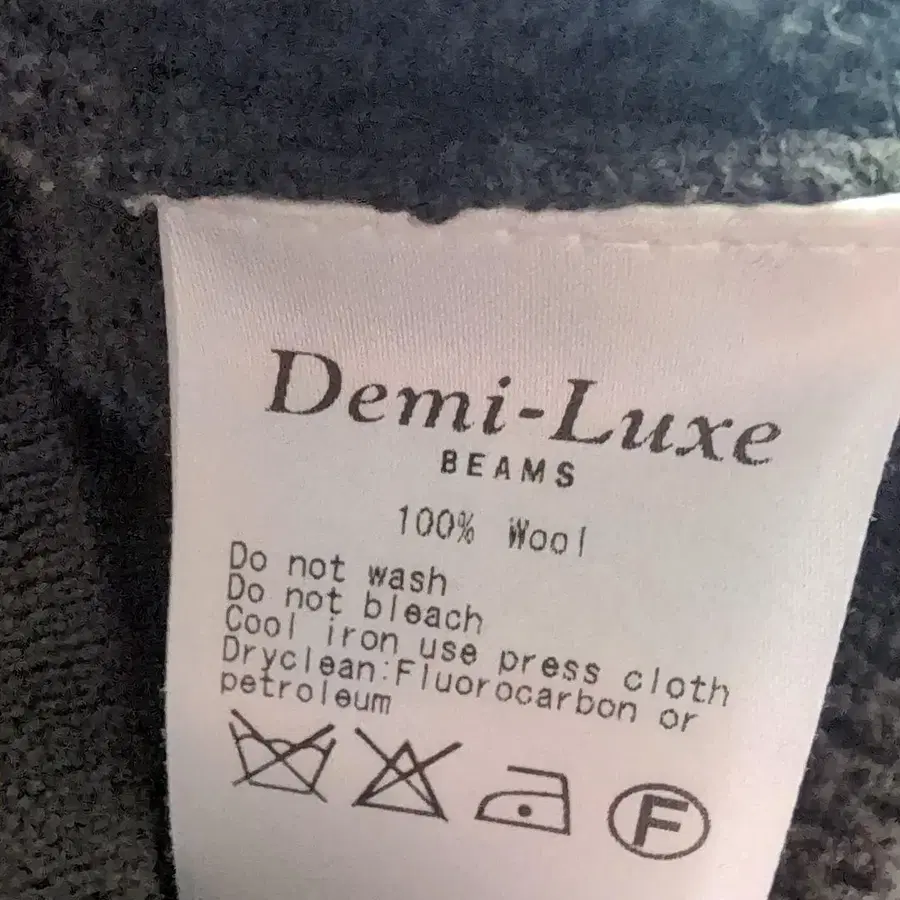 Demi-Luxe
BEAMS
100% Wool
Do not wash
Do not bleach
Cool iron use press cloth
Dryclean:Fluorocarbon or
petroleum
F